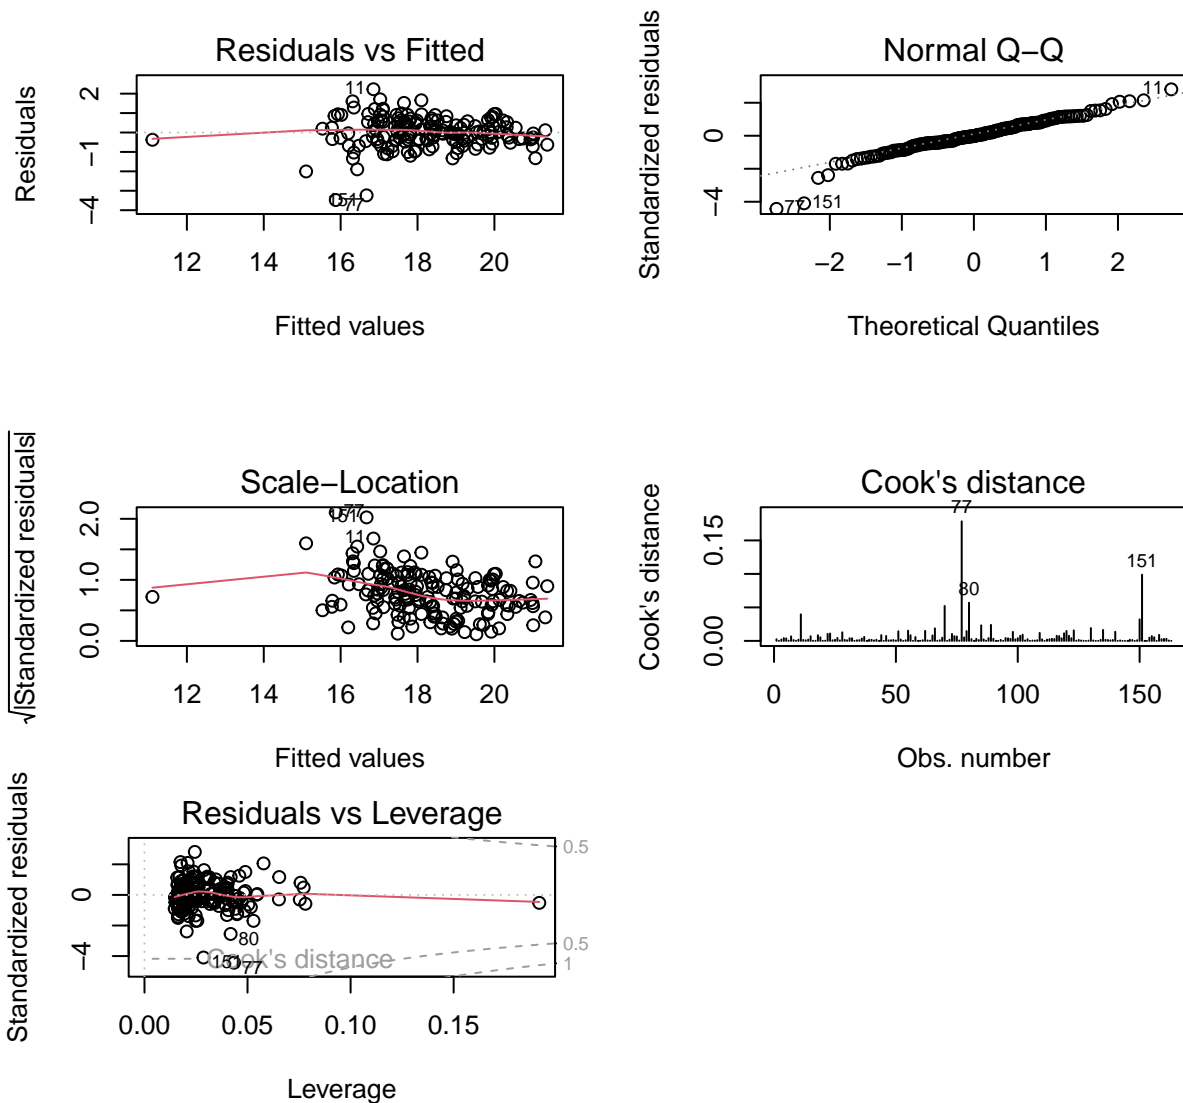 Residuals vs Fitted
Residuals
2
−1
−4
11
151
77
12 14 16 18 20
Fitted values
Normal Q−Q
Standardized residuals
0
−4
11
77
151
−2 −1 0 1 2
Theoretical Quantiles
Scale−Location
√|Standardized residuals|
2.0
1.0
0.0
77
151
11
12 14 16 18 20
Fitted values
Cook's distance
Cook's distance
0.15
0.00
77
80
151
0 50 100 150
Obs. number
Residuals vs Leverage
Standardized residuals
0
−4
80
151
77
Cook's distance
0.5
0.5
1
0.00 0.05 0.10 0.15
Leverage